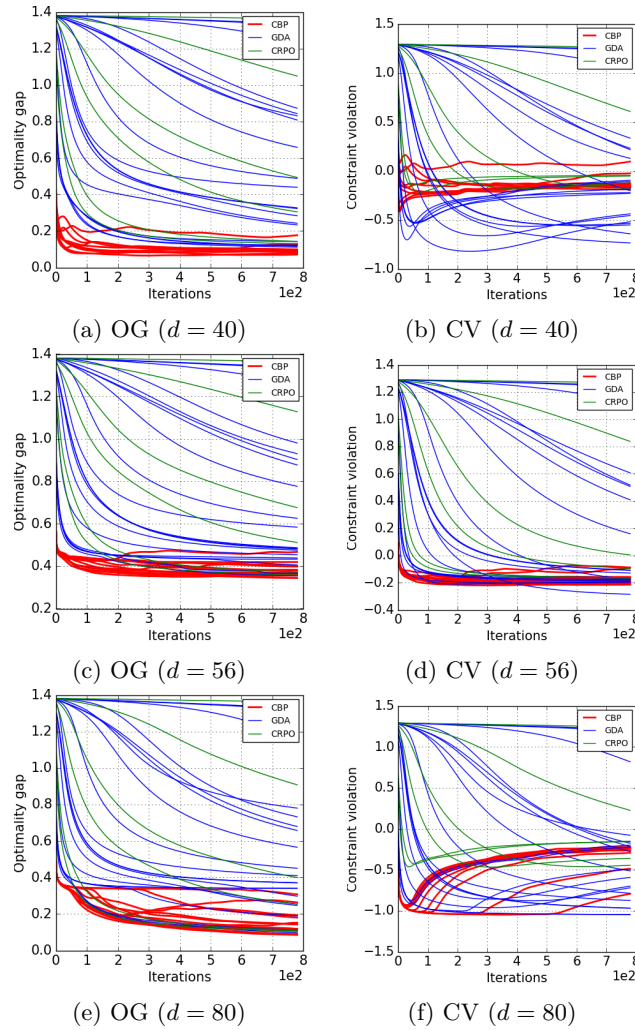 1.4
1.2
1.0
0.8
0.6
0.4
0.2
0.0
Optimality gap
CBP
GDA
CRPO
0 1 2 3 4 5 6 7 8
Iterations 1e2
(a) OG (d = 40)
1.5
1.0
0.5
0.0
−0.5
−1.0
Constraint violation
CBP
GDA
CRPO
0 1 2 3 4 5 6 7 8
Iterations 1e2
(b) CV (d = 40)
1.4
1.2
1.0
0.8
0.6
0.4
0.2
Optimality gap
CBP
GDA
CRPO
0 1 2 3 4 5 6 7 8
Iterations 1e2
(c) OG (d = 56)
1.4
1.2
1.0
0.8
0.6
0.4
0.2
0.0
−0.2
−0.4
Constraint violation
CBP
GDA
CRPO
0 1 2 3 4 5 6 7 8
Iterations 1e2
(d) CV (d = 56)
1.4
1.2
1.0
0.8
0.6
0.4
0.2
0.0
Optimality gap
CBP
GDA
CRPO
0 1 2 3 4 5 6 7 8
Iterations 1e2
(e) OG (d = 80)
1.5
1.0
0.5
0.0
−0.5
−1.0
−1.5
Constraint violation
CBP
GDA
CRPO
0 1 2 3 4 5 6 7 8
Iterations 1e2
(f) CV (d = 80)